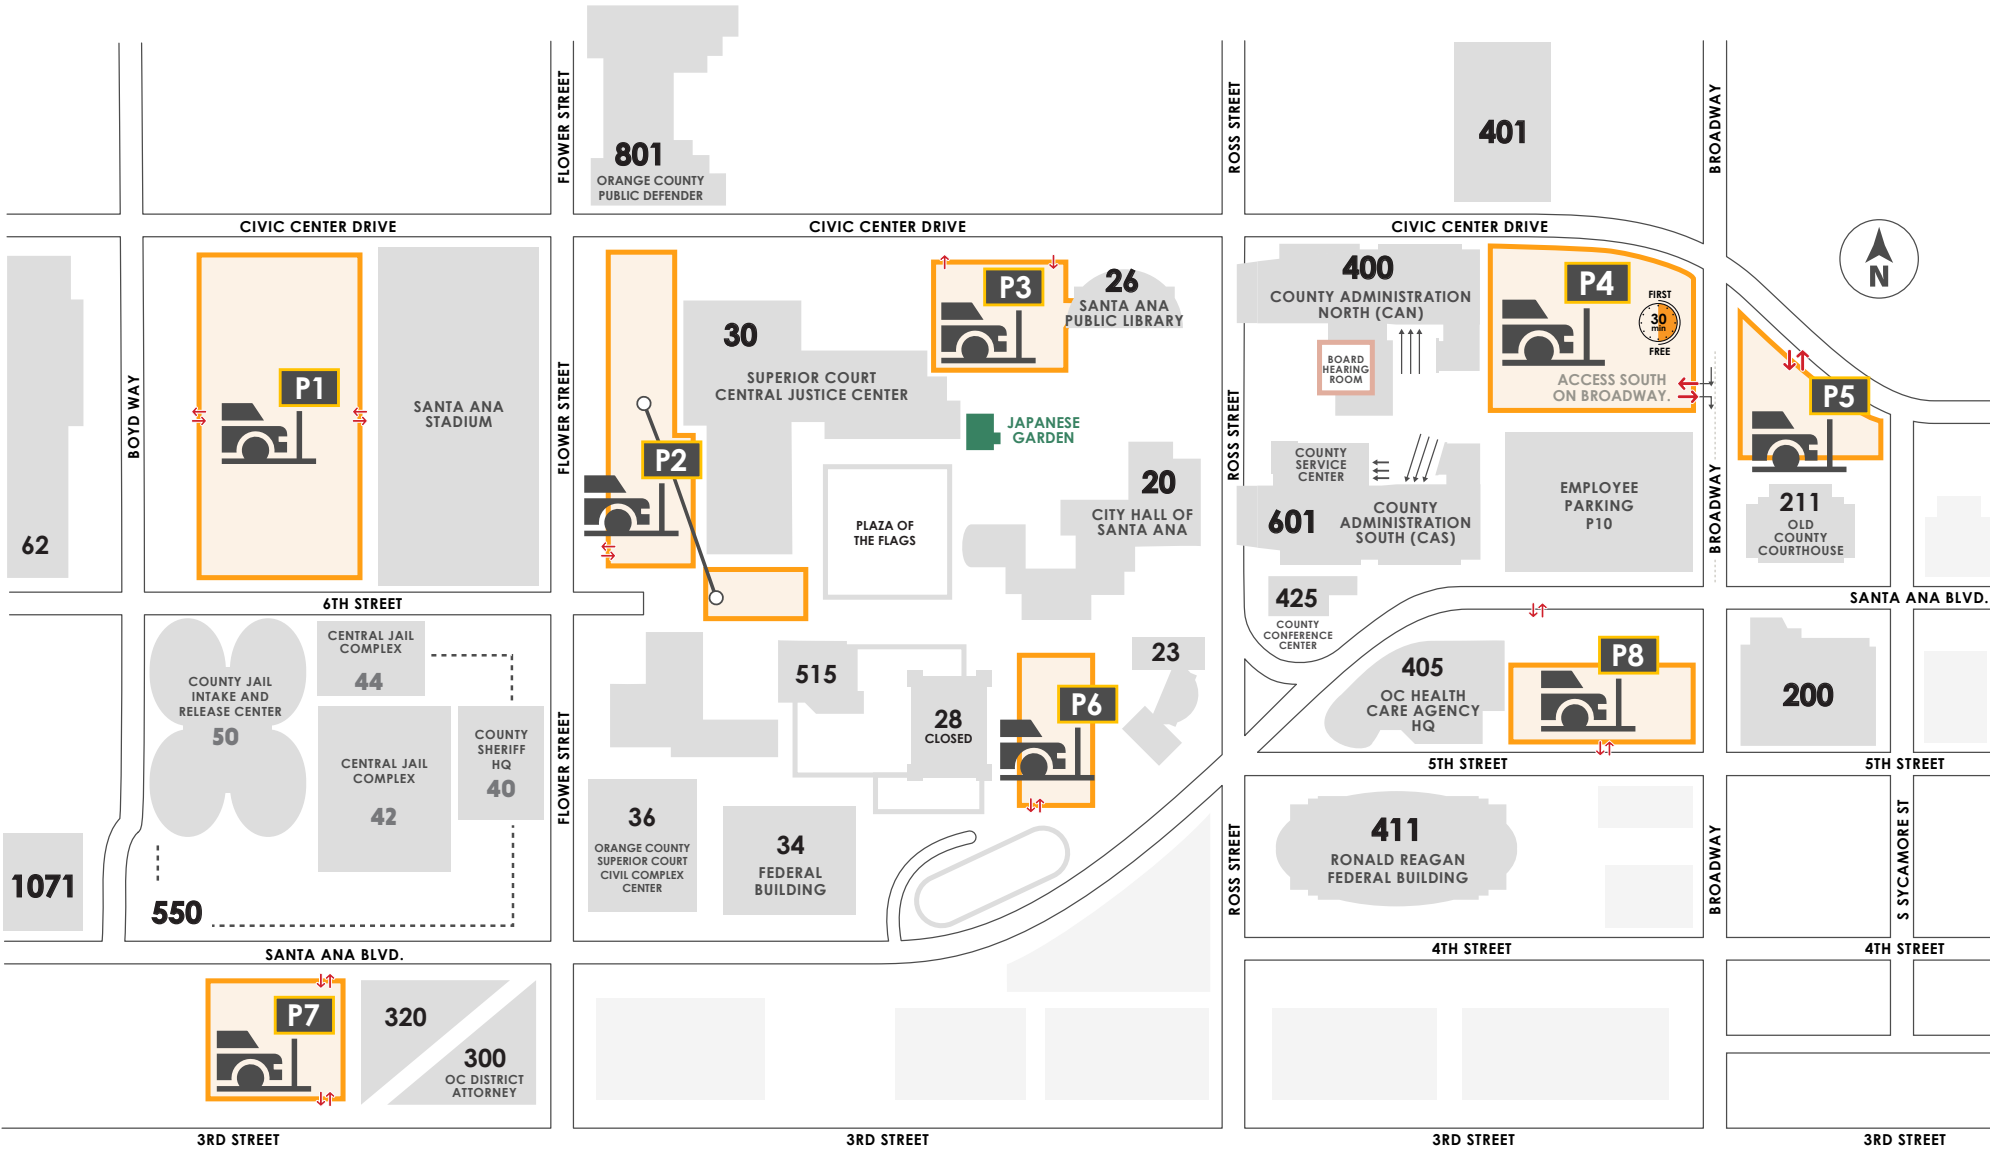 FLOWER STREET
801
ORANGE COUNTY
PUBLIC DEFENDER
ROSS STREET
401
BROADWAY
CIVIC CENTER DRIVE
CIVIC CENTER DRIVE
CIVIC CENTER DRIVE
N
62
BOYD WAY
P1
SANTA ANA
STADIUM
FLOWER STREET
P2
30
SUPERIOR COURT
CENTRAL JUSTICE CENTER
P3
26
SANTA ANA
PUBLIC LIBRARY
JAPANESE
GARDEN
PLAZA OF
THE FLAGS
20
CITY HALL OF
SANTA ANA
ROSS STREET
400
COUNTY ADMINISTRATION
NORTH (CAN)
BOARD
HEARING
ROOM
P4
FIRST
30
min
FREE
ACCESS SOUTH
ON BROADWAY.
P5
COUNTY
SERVICE
CENTER
601
COUNTY
ADMINISTRATION
SOUTH (CAS)
EMPLOYEE
PARKING
P10
BROADWAY
211
OLD
COUNTY
COURTHOUSE
425
COUNTY
CONFERENCE
CENTER
6TH STREET
SANTA ANA BLVD.
COUNTY JAIL
INTAKE AND
RELEASE CENTER
50
CENTRAL JAIL
COMPLEX
44
CENTRAL JAIL
COMPLEX
42
COUNTY
SHERIFF
HQ
40
FLOWER STREET
515
28
CLOSED
P6
23
405
OC HEALTH
CARE AGENCY
HQ
P8
200
5TH STREET
5TH STREET
1071
550
36
ORANGE COUNTY
SUPERIOR COURT
CIVIL COMPLEX
CENTER
34
FEDERAL
BUILDING
ROSS STREET
411
RONALD REAGAN
FEDERAL BUILDING
BROADWAY
S SYCAMORE ST
SANTA ANA BLVD.
4TH STREET
4TH STREET
P7
320
300
OC DISTRICT
ATTORNEY
3RD STREET
3RD STREET
3RD STREET
3RD STREET